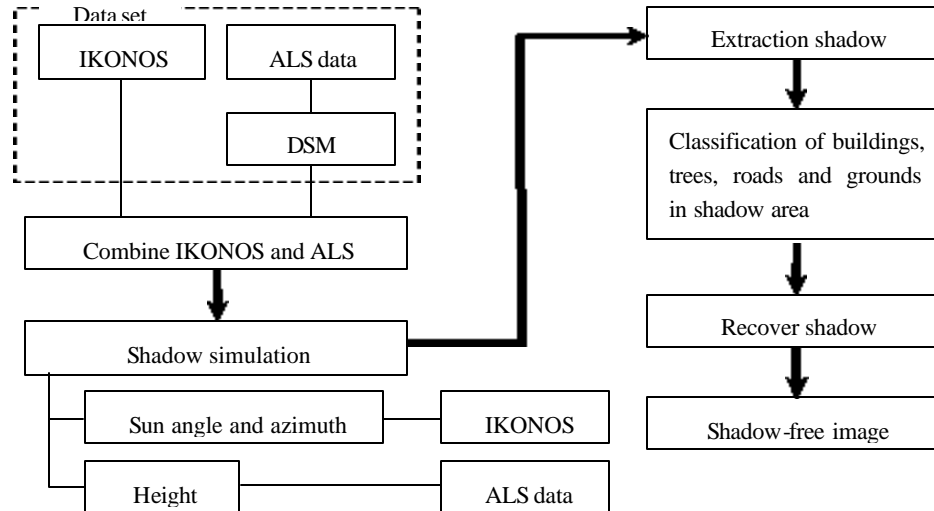 Data set
IKONOS
ALS data
DSM
Combine IKONOS and ALS
Shadow simulation
Sun angle and azimuth
IKONOS
Height
ALS data
Extraction shadow
Classification of buildings,
trees, roads and grounds
in shadow area
Recover shadow
Shadow-free image